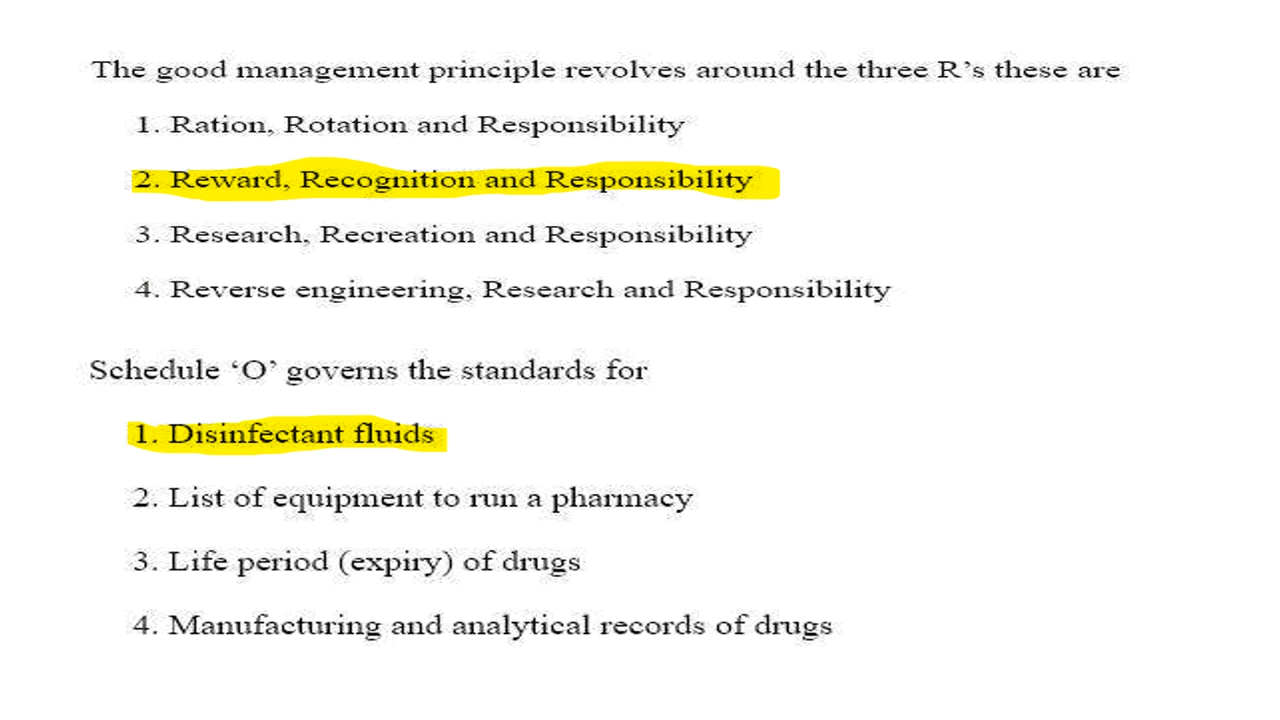 The good management principle revolves around the three R’s these are
1. Ration, Rotation and Responsibility
2. Reward, Recognition and Responsibility
3. Research, Recreation and Responsibility
4. Reverse engineering, Research and Responsibility
Schedule ‘O’ governs the standards for
1. Disinfectant fluids
2. List of equipment to run a pharmacy
3. Life period (expiry) of drugs
4. Manufacturing and analytical records of drugs